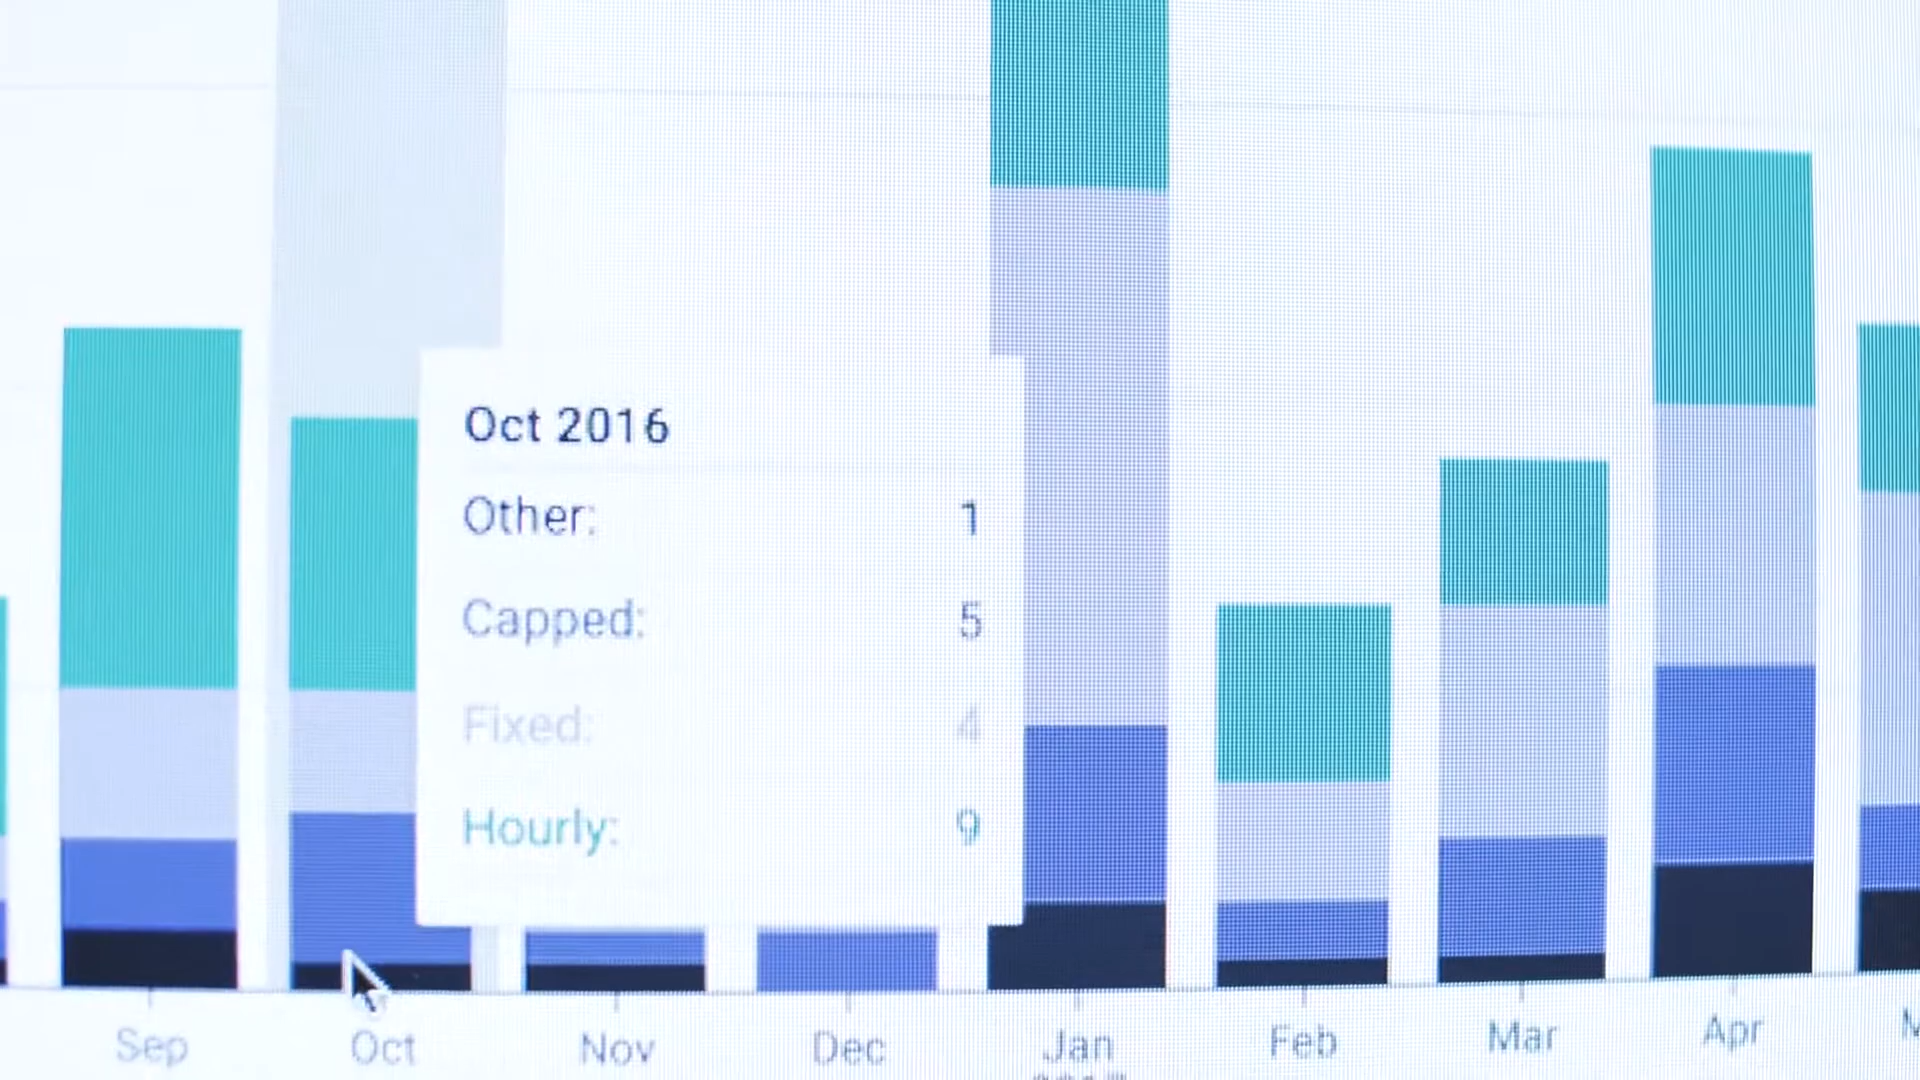 Oct 2016
Other: 1
Capped: 5
Fixed: 4
Hourly: 9
Sep Oct Nov Dec Jan Feb Mar Apr